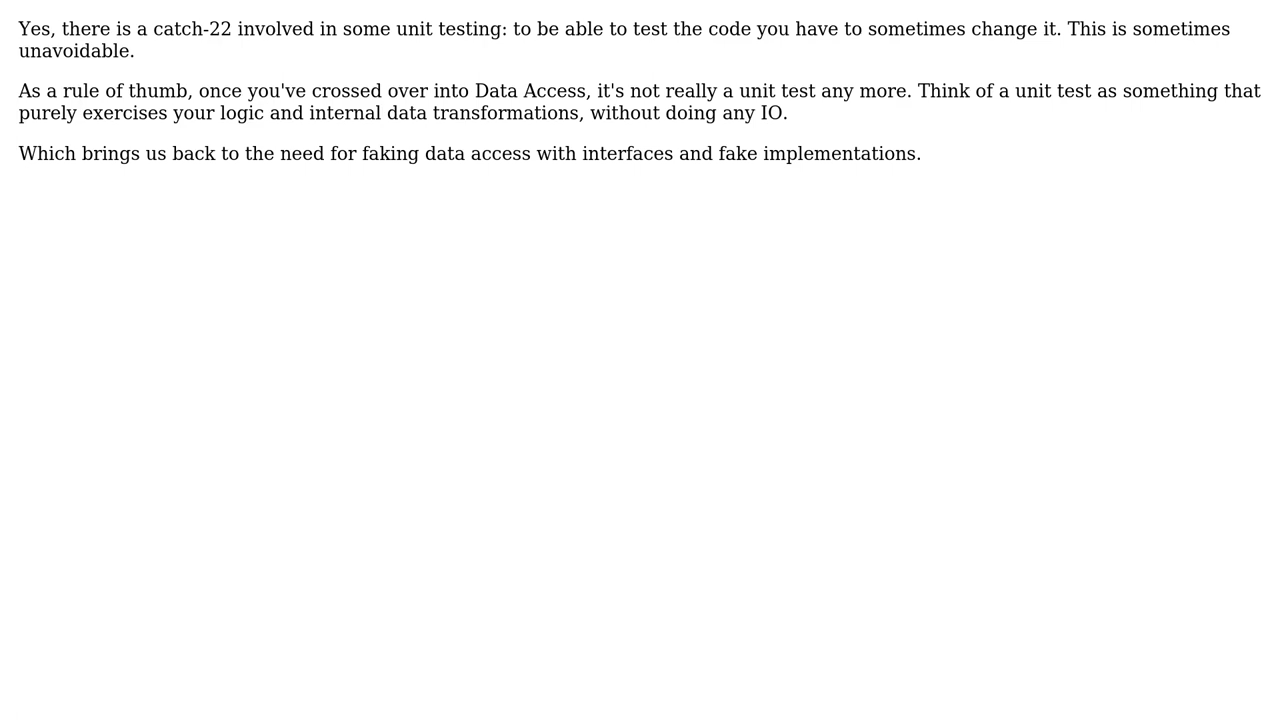 Yes, there is a catch-22 involved in some unit testing: to be able to test the code you have to sometimes change it. This is sometimes
unavoidable.
As a rule of thumb, once you've crossed over into Data Access, it's not really a unit test any more. Think of a unit test as something that
purely exercises your logic and internal data transformations, without doing any IO.
Which brings us back to the need for faking data access with interfaces and fake implementations.